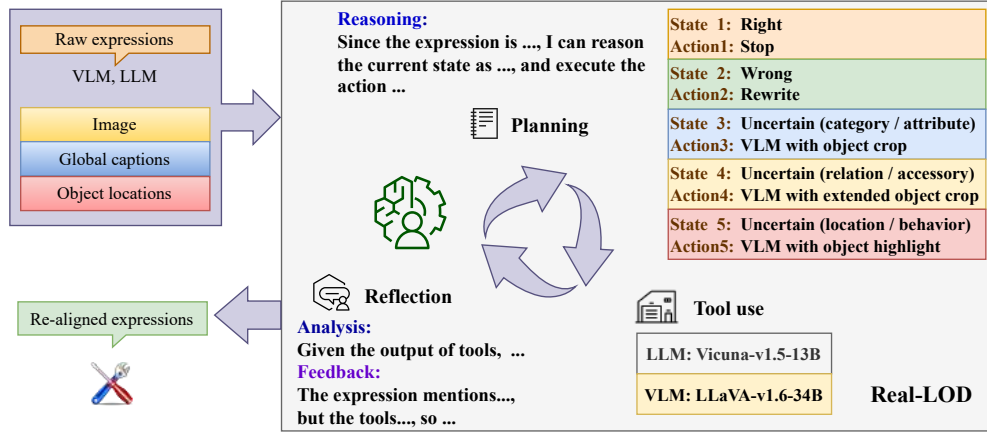 Raw expressions
VLM, LLM
Image
Global captions
Object locations
Reasoning:
Since the expression is ..., I can reason
the current state as ..., and execute the
action ...
Planning
State 1: Right
Action1: Stop
State 2: Wrong
Action2: Rewrite
State 3: Uncertain (category / attribute)
Action3: VLM with object crop
State 4: Uncertain (relation / accessory)
Action4: VLM with extended object crop
State 5: Uncertain (location / behavior)
Action5: VLM with object highlight
Reflection
Analysis:
Given the output of tools, ...
Feedback:
The expression mentions...,
but the tools..., so ...
Tool use
LLM: Vicuna-v1.5-13B
VLM: LLaVA-v1.6-34B
Real-LOD
Re-aligned expressions